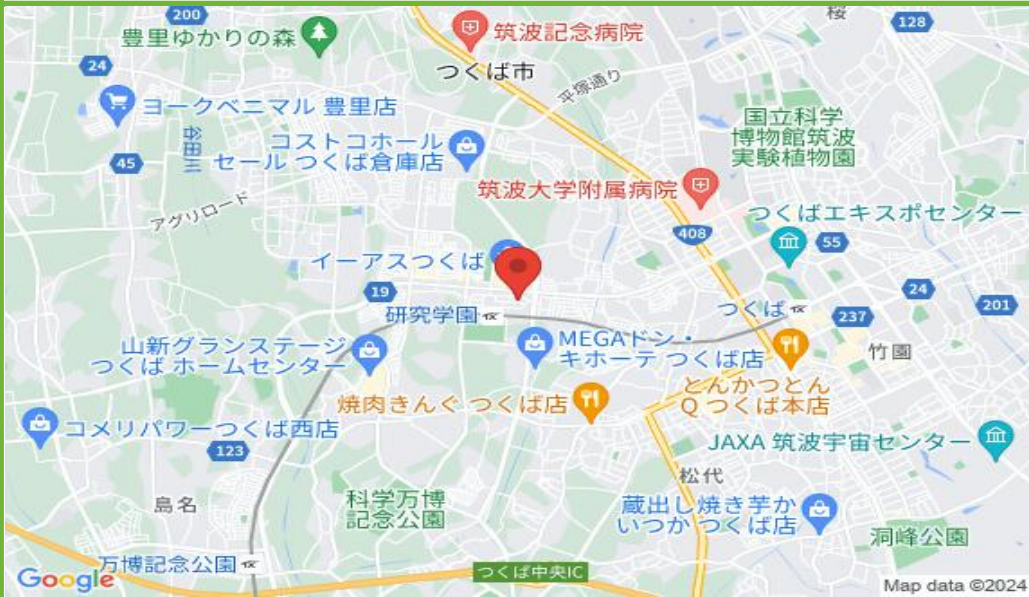 200
豊里ゆかりの森
筑波記念病院
桜
128
つくば市
24
平塚通り
ヨークベニマル 豊里店
谷田川
コストコホール
セール つくば倉庫店
国立科学
博物館筑波
実験植物園
45
筑波大学附属病院
アグリロード
つくばエキスポセンター
408
55
イーアスつくば
19
24
201
研究学園
つくば
237
MEGAドン・
キホーテ つくば店
山新グランステージ
つくば ホームセンター
竹園
とんかつとん
Q つくば本店
焼肉きんぐ つくば店
コメリパワーつくば西店
JAXA 筑波宇宙センター
123
松代
島名
科学万博
記念公園
蔵出し焼き芋か
いつか つくば店
洞峰公園
万博記念公園
つくば中央IC
Google
Map data ©2024